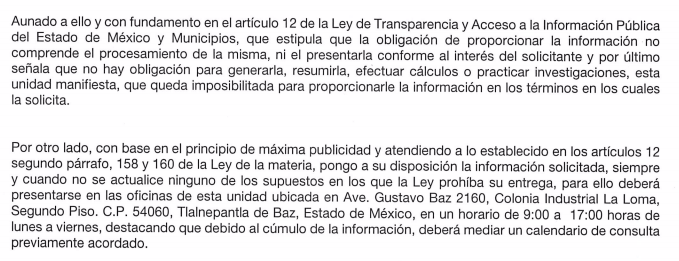 Aunado a ello y con fundamento en el artículo 12 de la Ley de Transparencia y Acceso a la Información Pública
del Estado de México y Municipios, que estipula que la obligación de proporcionar la información no
comprende el procesamiento de la misma, ni el presentarla conforme al interés del solicitante y por último
señala que no hay obligación para generarla, resumirla, efectuar cálculos o practicar investigaciones, esta
unidad manifiesta, que queda imposibilitada para proporcionarle la información en los términos en los cuales
la solicita.
Por otro lado, con base en el principio de máxima publicidad y atendiendo a lo establecido en los artículos 12
segundo párrafo, 158 y 160 de la Ley de la materia, pongo a su disposición la información solicitada, siempre
y cuando no se actualice ninguno de los supuestos en los que la Ley prohíba su entrega, para ello deberá
presentarse en las oficinas de esta unidad ubicada en Ave. Gustavo Baz 2160, Colonia Industrial La Loma,
Segundo Piso. C.P. 54060, Tlalnepantla de Baz, Estado de México, en un horario de 9:00 a 17:00 horas de
lunes a viernes, destacando que debido al cúmulo de la información, deberá mediar un calendario de consulta
previamente acordado.